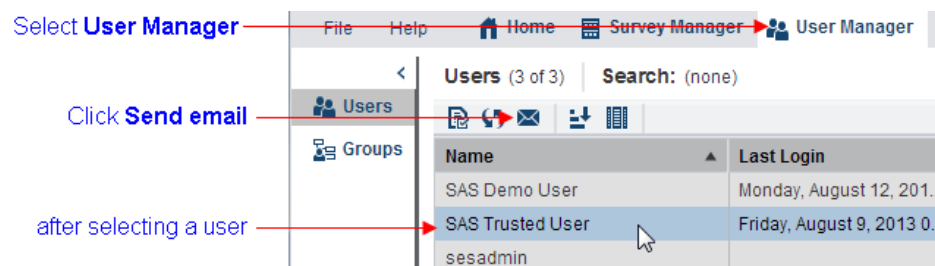 Select User Manager
File Help Home Survey Manager User Manager
< Users (3 of 3) Search: (none)
Click Send email
Users
Groups
Name ▲ Last Login
SAS Demo User Monday, August 12, 201...
after selecting a user
SAS Trusted User Friday, August 9, 2013 0...
sesadmin